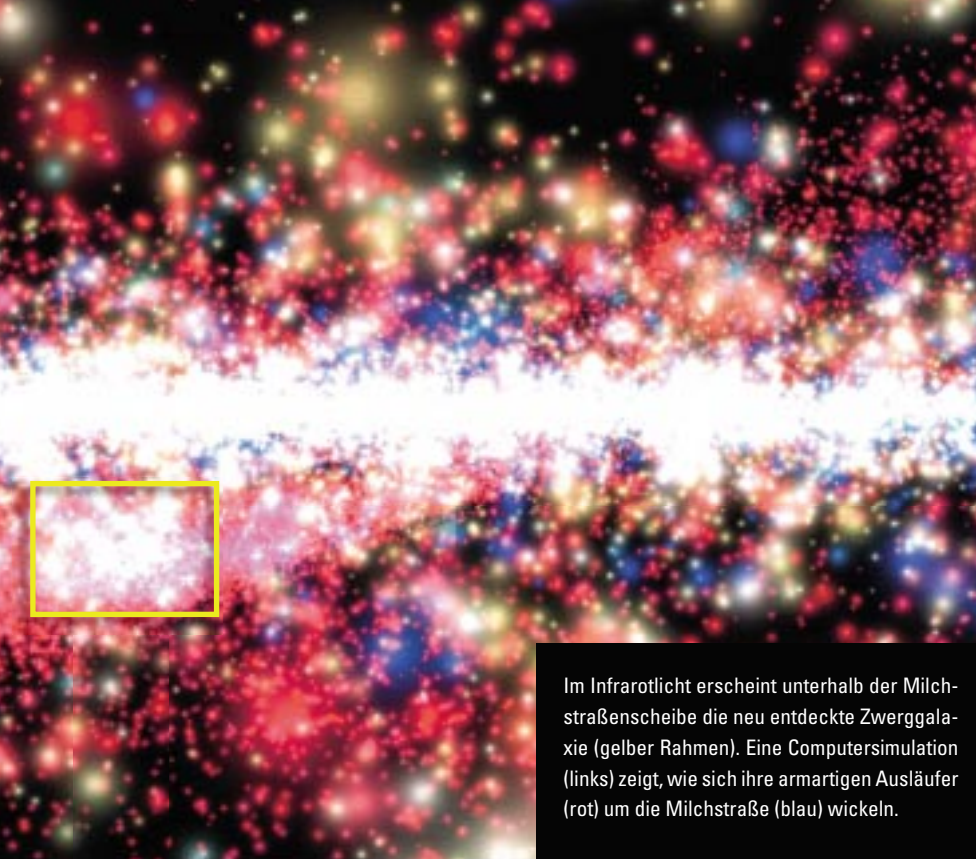 Im Infrarotlicht erscheint unterhalb der Milch-
straßenscheibe die neu entdeckte Zwerggala-
xie (gelber Rahmen). Eine Computersimulation
(links) zeigt, wie sich ihre armartigen Ausläufer
(rot) um die Milchstraße (blau) wickeln.